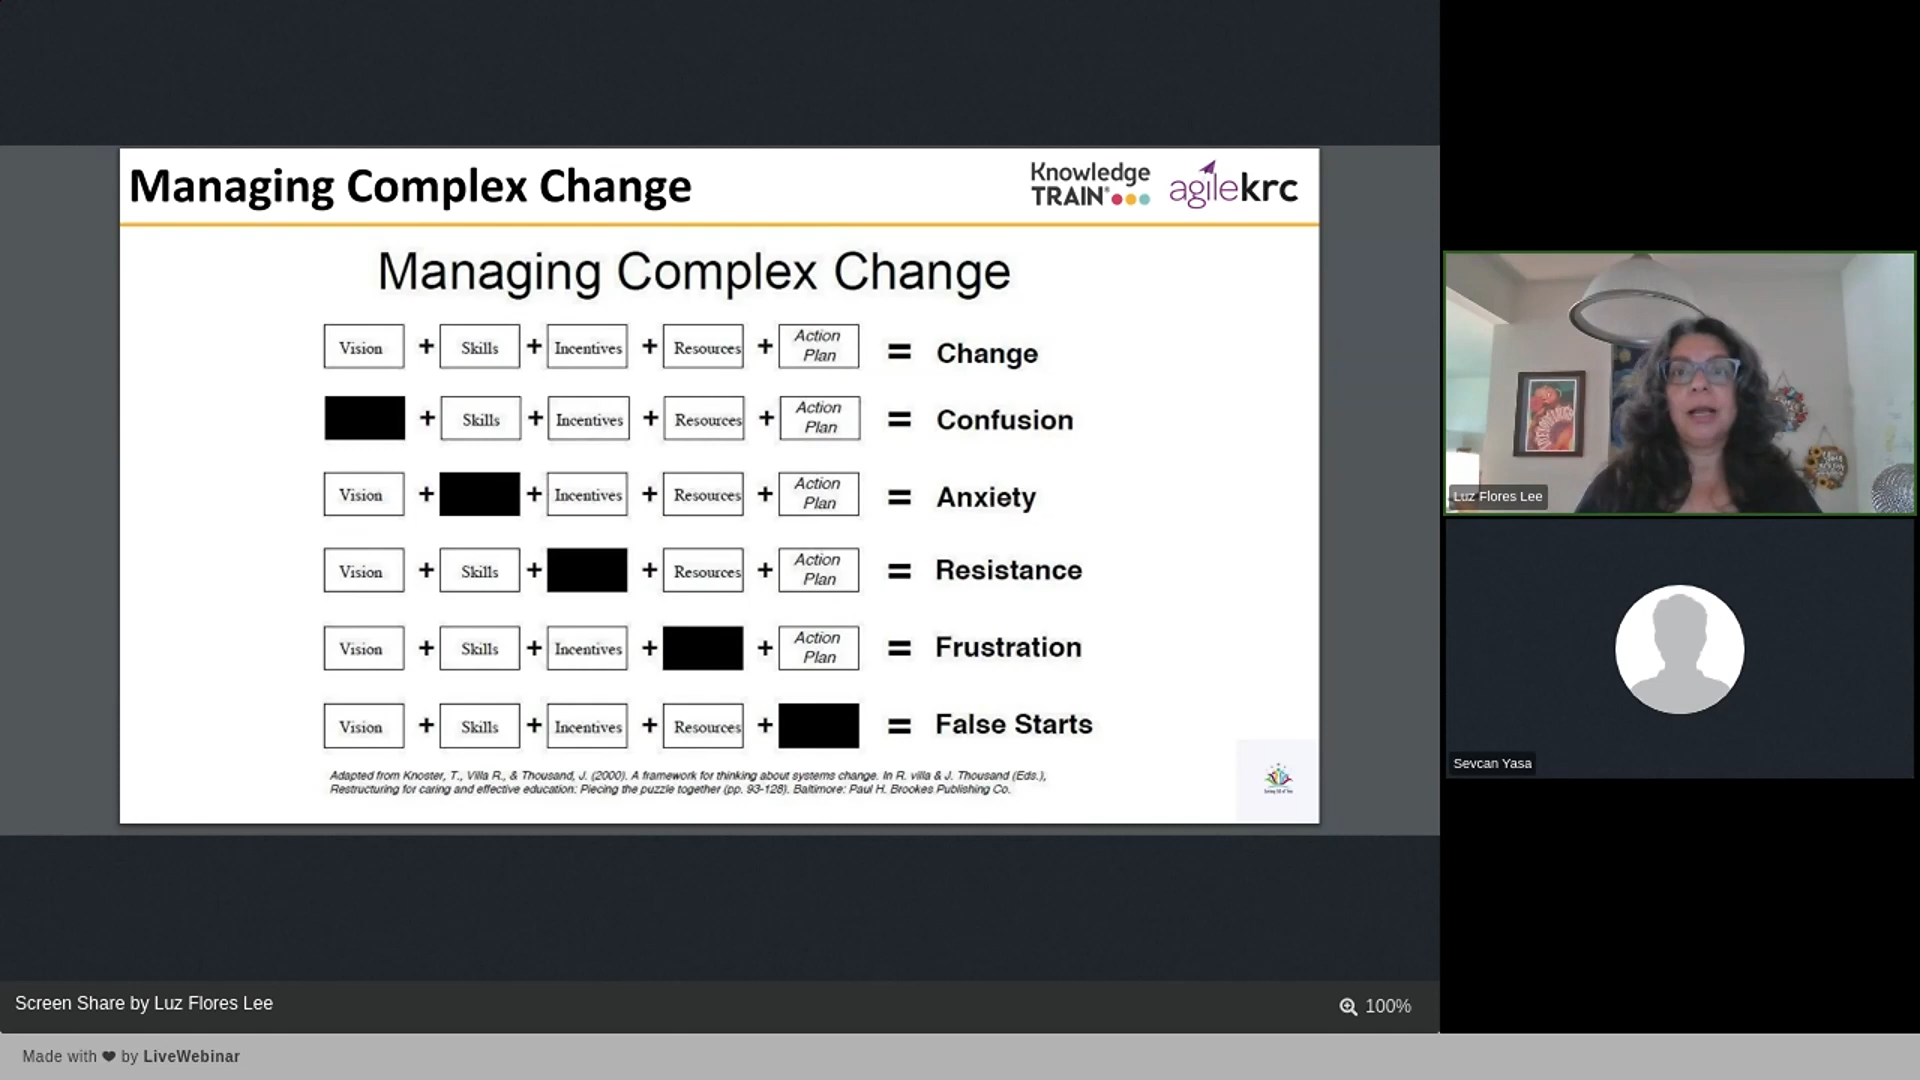 Managing Complex Change
Knowledge
TRAIN®
agilekrc
Managing Complex Change
Vision + Skills + Incentives + Resources + Action Plan = Change
+ Skills + Incentives + Resources + Action Plan = Confusion
Vision + + Incentives + Resources + Action Plan = Anxiety
Vision + Skills + + Resources + Action Plan = Resistance
Vision + Skills + Incentives + + Action Plan = Frustration
Vision + Skills + Incentives + Resources + = False Starts
Adapted from Knoster, T., Villa R., & Thousand, J. (2000). A framework for thinking about systems change. In R. villa & J. Thousand (Eds.),
Restructuring for caring and effective education: Piecing the puzzle together (pp. 93-128). Baltimore: Paul H. Brookes Publishing Co.
Luz Flores Lee
Sevcan Yasa
Screen Share by Luz Flores Lee
100%
Made with ❤ by LiveWebinar